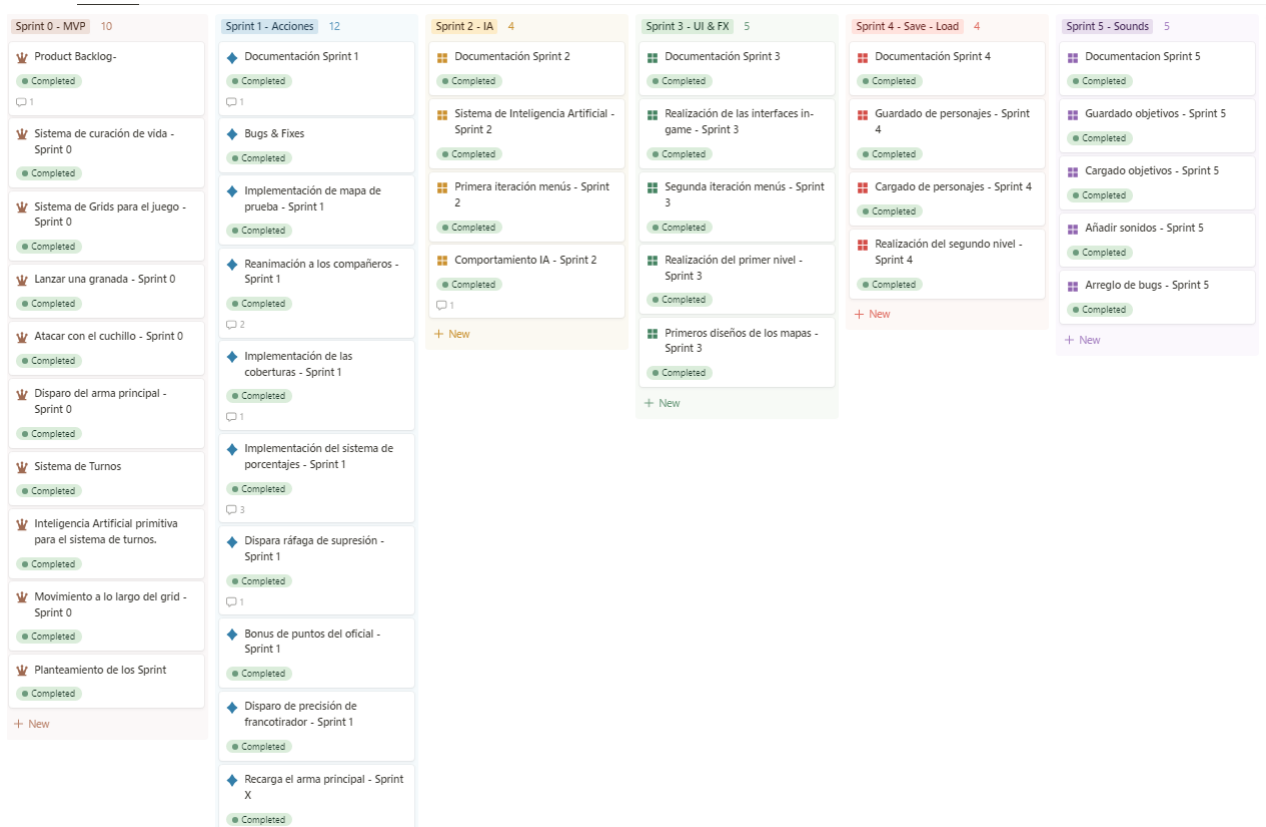 Sprint 0 - MVP 10
Product Backlog-
Completed
1
Sistema de curación de vida -
Sprint 0
Completed
Sistema de Grids para el juego -
Sprint 0
Completed
Lanzar una granada - Sprint 0
Completed
Atacar con el cuchillo - Sprint 0
Completed
Disparo del arma principal -
Sprint 0
Completed
Sistema de Turnos
Completed
Inteligencia Artificial primitiva
para el sistema de turnos.
Completed
Movimiento a lo largo del grid -
Sprint 0
Completed
Planteamiento de los Sprint
Completed
+ New
Sprint 1 - Acciones 12
Documentación Sprint 1
Completed
1
Bugs & Fixes
Completed
Implementación de mapa de
prueba - Sprint 1
Completed
Reanimación a los compañeros -
Sprint 1
Completed
2
Implementación de las
coberturas - Sprint 1
Completed
1
Implementación del sistema de
porcentajes - Sprint 1
Completed
3
Dispara ráfaga de supresión -
Sprint 1
Completed
1
Bonus de puntos del oficial -
Sprint 1
Completed
Disparo de precisión de
francotirador - Sprint 1
Completed
Recarga el arma principal - Sprint
X
Completed
Sprint 2 - IA 4
Documentación Sprint 2
Completed
Sistema de Inteligencia Artificial -
Sprint 2
Completed
Primera iteración menús - Sprint
2
Completed
Comportamiento IA - Sprint 2
Completed
1
+ New
Sprint 3 - UI & FX 5
Documentación Sprint 3
Completed
Realización de las interfaces in-
game - Sprint 3
Completed
Segunda iteración menús - Sprint
3
Completed
Realización del primer nivel -
Sprint 3
Completed
Primeros diseños de los mapas -
Sprint 3
Completed
+ New
Sprint 4 - Save - Load 4
Documentación Sprint 4
Completed
Guardado de personajes - Sprint
4
Completed
Cargado de personajes - Sprint 4
Completed
Realización del segundo nivel -
Sprint 4
Completed
+ New
Sprint 5 - Sounds 5
Documentacion Sprint 5
Completed
Guardado objetivos - Sprint 5
Completed
Cargado objetivos - Sprint 5
Completed
Añadir sonidos - Sprint 5
Completed
Arreglo de bugs - Sprint 5
Completed
+ New